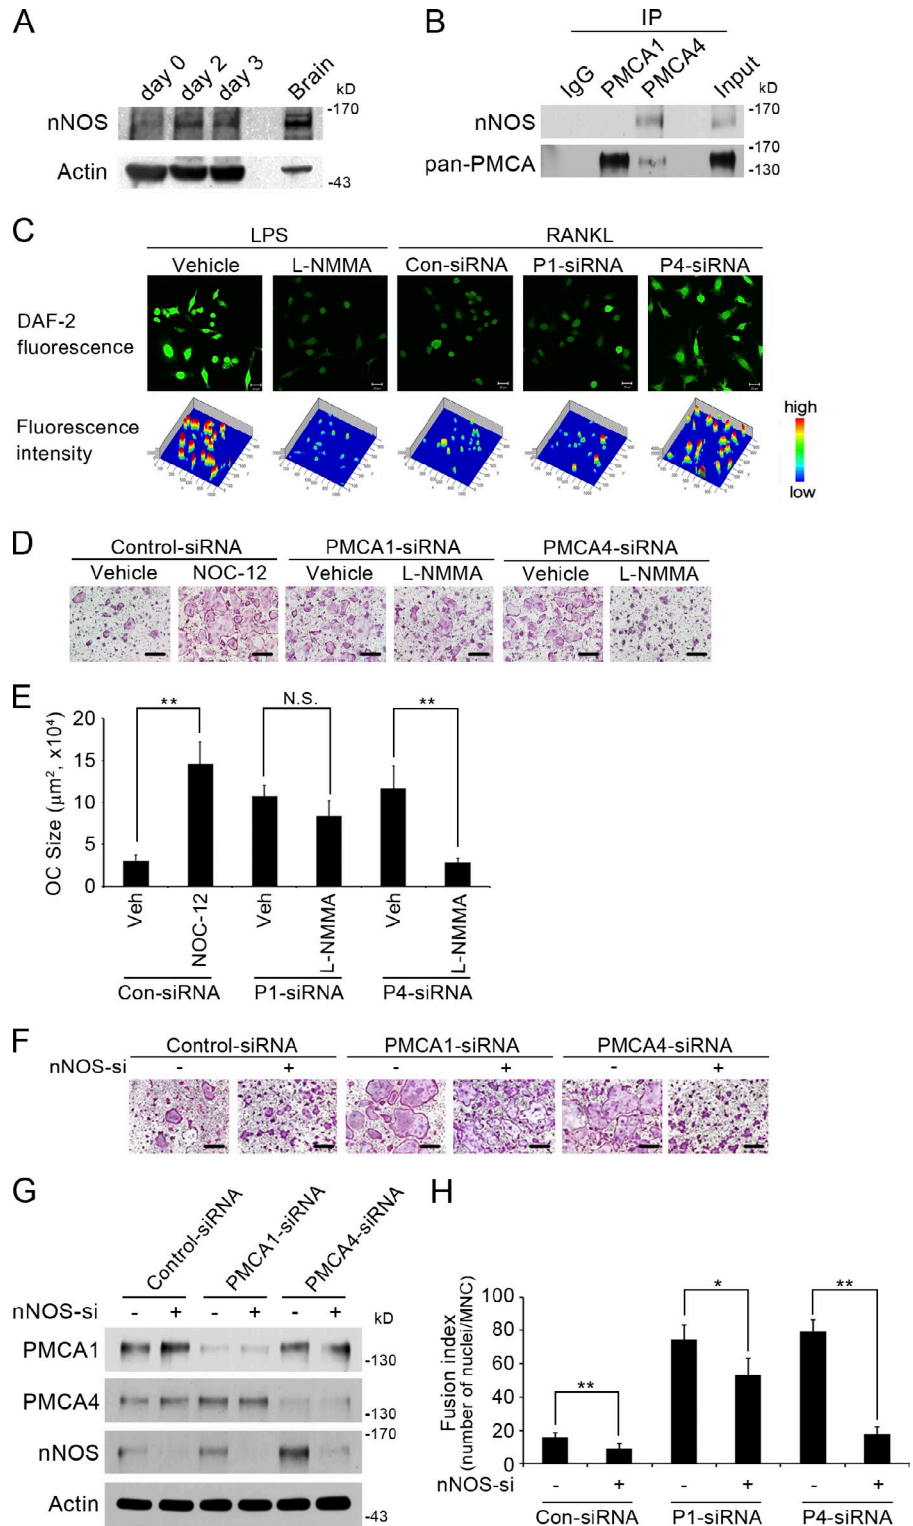 A
day 0 day 2 day 3 Brain
kD
nNOS
-170
Actin
-43
B
IP
IgG PMCA1 PMCA4 Input
kD
nNOS
-170
pan-PMCA
-170
-130
C
LPS RANKL
Vehicle L-NMMA Con-siRNA P1-siRNA P4-siRNA
DAF-2
fluorescence
Fluorescence
intensity
high
low
D
Control-siRNA PMCA1-siRNA PMCA4-siRNA
Vehicle NOC-12 Vehicle L-NMMA Vehicle L-NMMA
E
OC Size (μm², x10⁴)
20
15
10
5
0
** N.S. **
Veh NOC-12 Veh L-NMMA Veh L-NMMA
Con-siRNA P1-siRNA P4-siRNA
F
Control-siRNA PMCA1-siRNA PMCA4-siRNA
nNOS-si - + - + - +
G
Control-siRNA PMCA1-siRNA PMCA4-siRNA
nNOS-si - + - + - + kD
PMCA1
-130
PMCA4
-130
-170
nNOS
Actin
-43
H
Fusion index
(number of nuclei/MNC)
100
80
60
40
20
0
** * **
nNOS-si - + - + - +
Con-siRNA P1-siRNA P4-siRNA